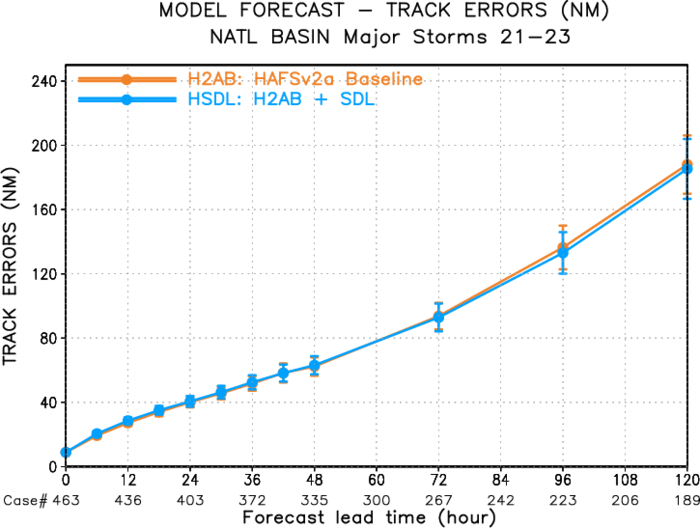 MODEL FORECAST – TRACK ERRORS (NM)
NATL BASIN Major Storms 21–23
H2AB: HAFSv2a Baseline
HSDL: H2AB + SDL
TRACK ERRORS (NM)
240
200
160
120
80
40
0
0 12 24 36 48 60 72 84 96 108 120
Case# 463 436 403 372 335 300 267 242 223 206 189
Forecast lead time (hour)